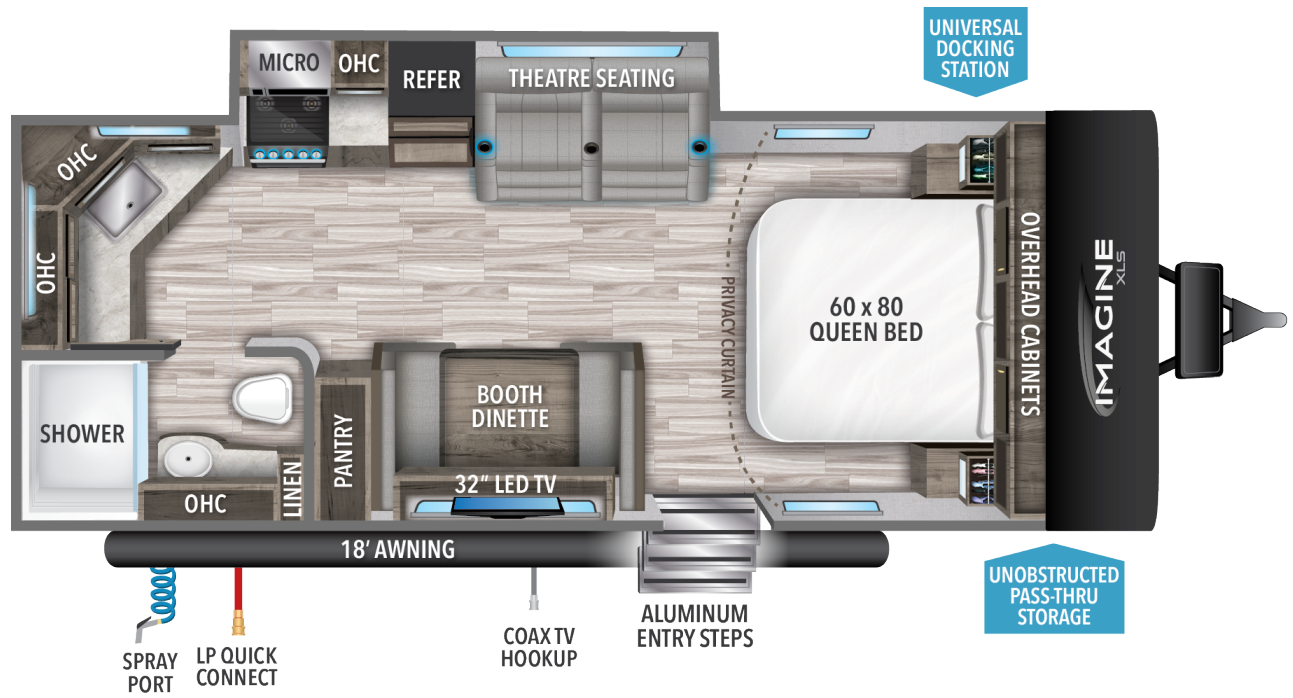 UNIVERSAL
DOCKING
STATION
MICRO
OHC
REFER
THEATRE SEATING
OHC
OHC
OVERHEAD CABINETS
IMAGINE
XLS
60 x 80
QUEEN BED
PRIVACY CURTAIN
BOOTH
DINETTE
SHOWER
PANTRY
LINEN
OHC
32” LED TV
18’ AWNING
UNOBSTRUCTED
PASS-THRU
STORAGE
ALUMINUM
ENTRY STEPS
COAX TV
HOOKUP
LP QUICK
CONNECT
SPRAY
PORT